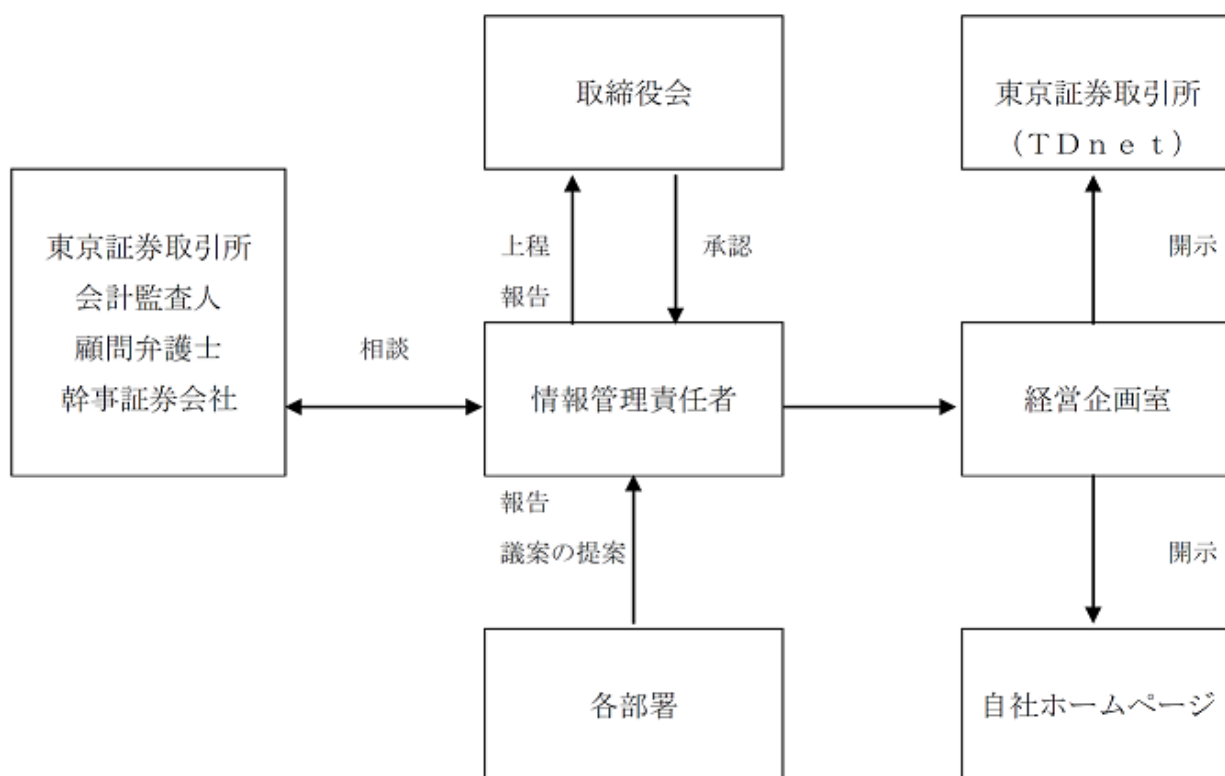 取締役会
東京証券取引所
(TDnet)
東京証券取引所
会計監査人
顧問弁護士
幹事証券会社
上程
報告
承認
開示
相談
情報管理責任者
経営企画室
報告
議案の提案
開示
各部署
自社ホームページ